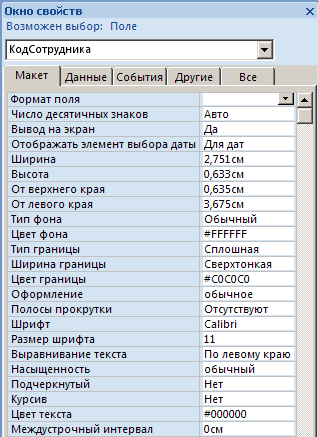 Окно свойств
Возможен выбор: Поле
КодСотрудника
Макет Данные События Другие Все
Формат поля
Число десятичных знаков Авто
Вывод на экран Да
Отображать элемент выбора даты Для дат
Ширина 2,751см
Высота 0,633см
От верхнего края 0,635см
От левого края 3,675см
Тип фона Обычный
Цвет фона #FFFFFF
Тип границы Сплошная
Ширина границы Сверхтонкая
Цвет границы #C0C0C0
Оформление обычное
Полосы прокрутки Отсутствуют
Шрифт Calibri
Размер шрифта 11
Выравнивание текста По левому краю
Насыщенность обычный
Подчеркнутый Нет
Курсив Нет
Цвет текста #000000
Междустрочный интервал 0см